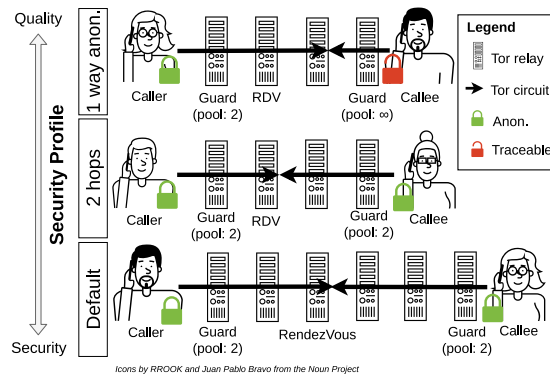 Quality
Security Profile
Security
1 way anon.
Caller
Guard
(pool: 2)
RDV
Guard
(pool: ∞)
Callee
2 hops
Caller
Guard
(pool: 2)
RDV
Guard
(pool: 2)
Callee
Default
Caller
Guard
(pool: 2)
RendezVous
Guard
(pool: 2)
Callee
Legend
Tor relay
Tor circuit
Anon.
Traceable
Icons by RROOK and Juan Pablo Bravo from the Noun Project